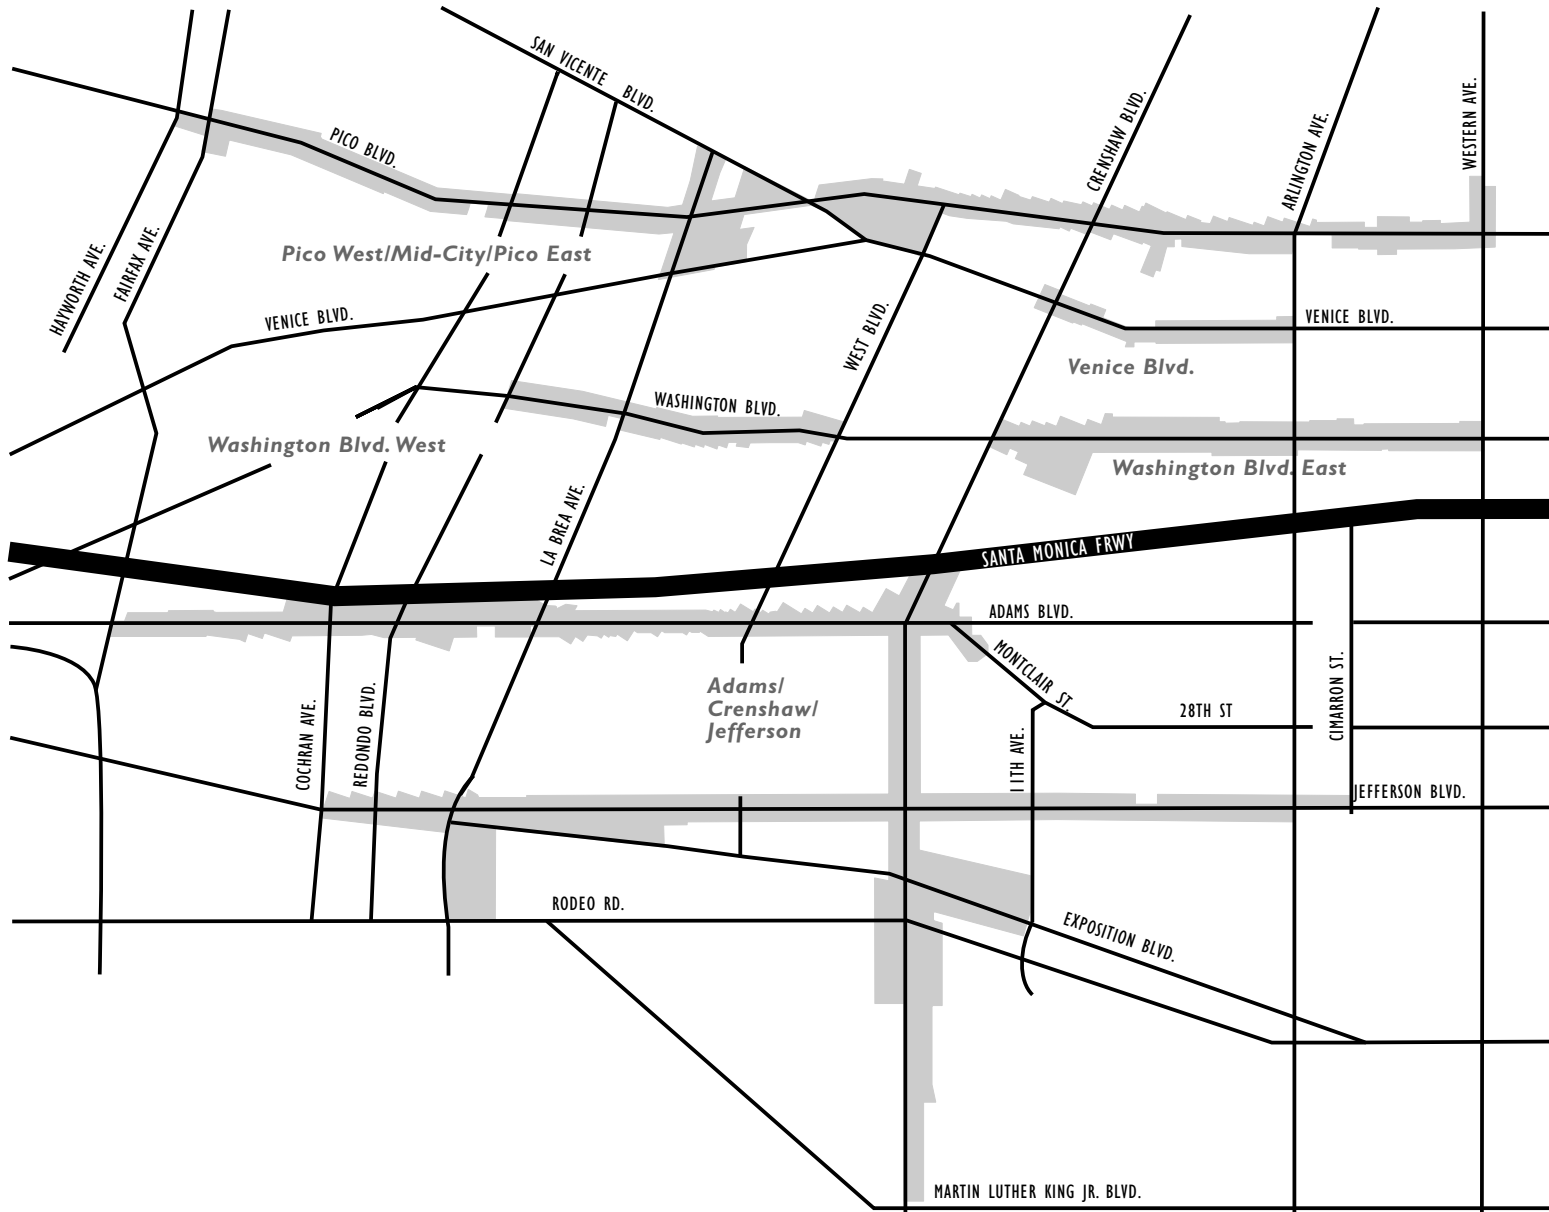 SAN VICENTE BLVD.
CRENSHAW BLVD.
ARLINGTON AVE.
WESTERN AVE.
PICO BLVD.
HAYWORTH AVE.
FAIRFAX AVE.
Pico West/Mid-City/Pico East
VENICE BLVD.
WEST BLVD.
VENICE BLVD.
Venice Blvd.
WASHINGTON BLVD.
Washington Blvd. West
Washington Blvd. East
LA BREA AVE.
SANTA MONICA FRWY
ADAMS BLVD.
MONTCLAIR ST.
Adams/
Crenshaw/
Jefferson
28TH ST
CIMARRON ST.
COCHRAN AVE.
REDONDO BLVD.
11TH AVE.
JEFFERSON BLVD.
RODEO RD.
EXPOSITION BLVD.
MARTIN LUTHER KING JR. BLVD.